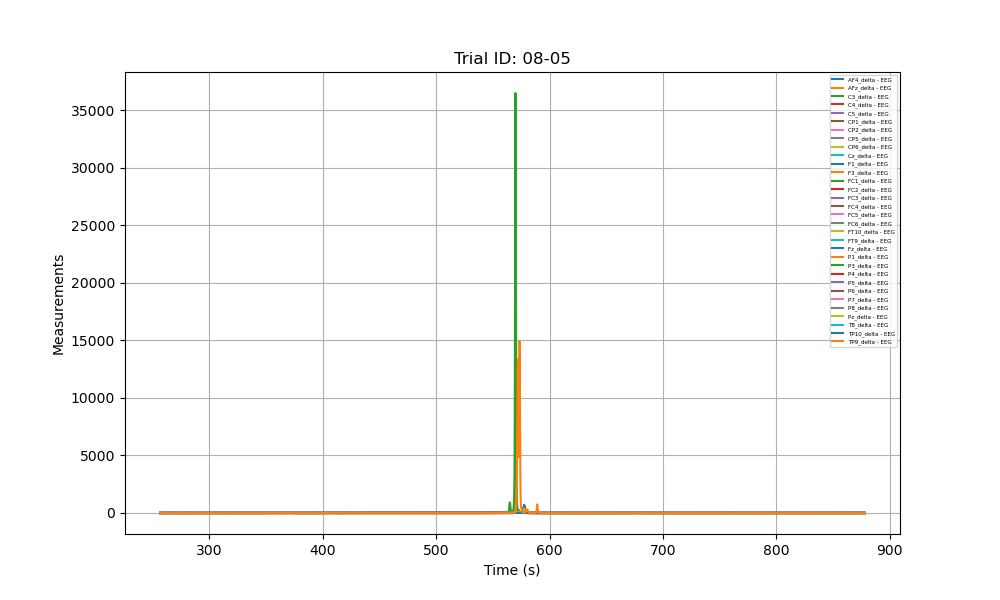 Trial ID: 08-05
Measurements
35000
30000
25000
20000
15000
10000
5000
0
300
400
500
600
700
800
900
Time (s)
AF4_delta - EEG
AFz_delta - EEG
C3_delta - EEG
C4_delta - EEG
C5_delta - EEG
CP1_delta - EEG
CP2_delta - EEG
CP5_delta - EEG
CP6_delta - EEG
Cz_delta - EEG
F1_delta - EEG
F3_delta - EEG
FC1_delta - EEG
FC2_delta - EEG
FC3_delta - EEG
FC4_delta - EEG
FC5_delta - EEG
FC6_delta - EEG
FT10_delta - EEG
FT9_delta - EEG
Fz_delta - EEG
P1_delta - EEG
P3_delta - EEG
P4_delta - EEG
P5_delta - EEG
P6_delta - EEG
P7_delta - EEG
P8_delta - EEG
Pz_delta - EEG
T8_delta - EEG
TP10_delta - EEG
TP9_delta - EEG